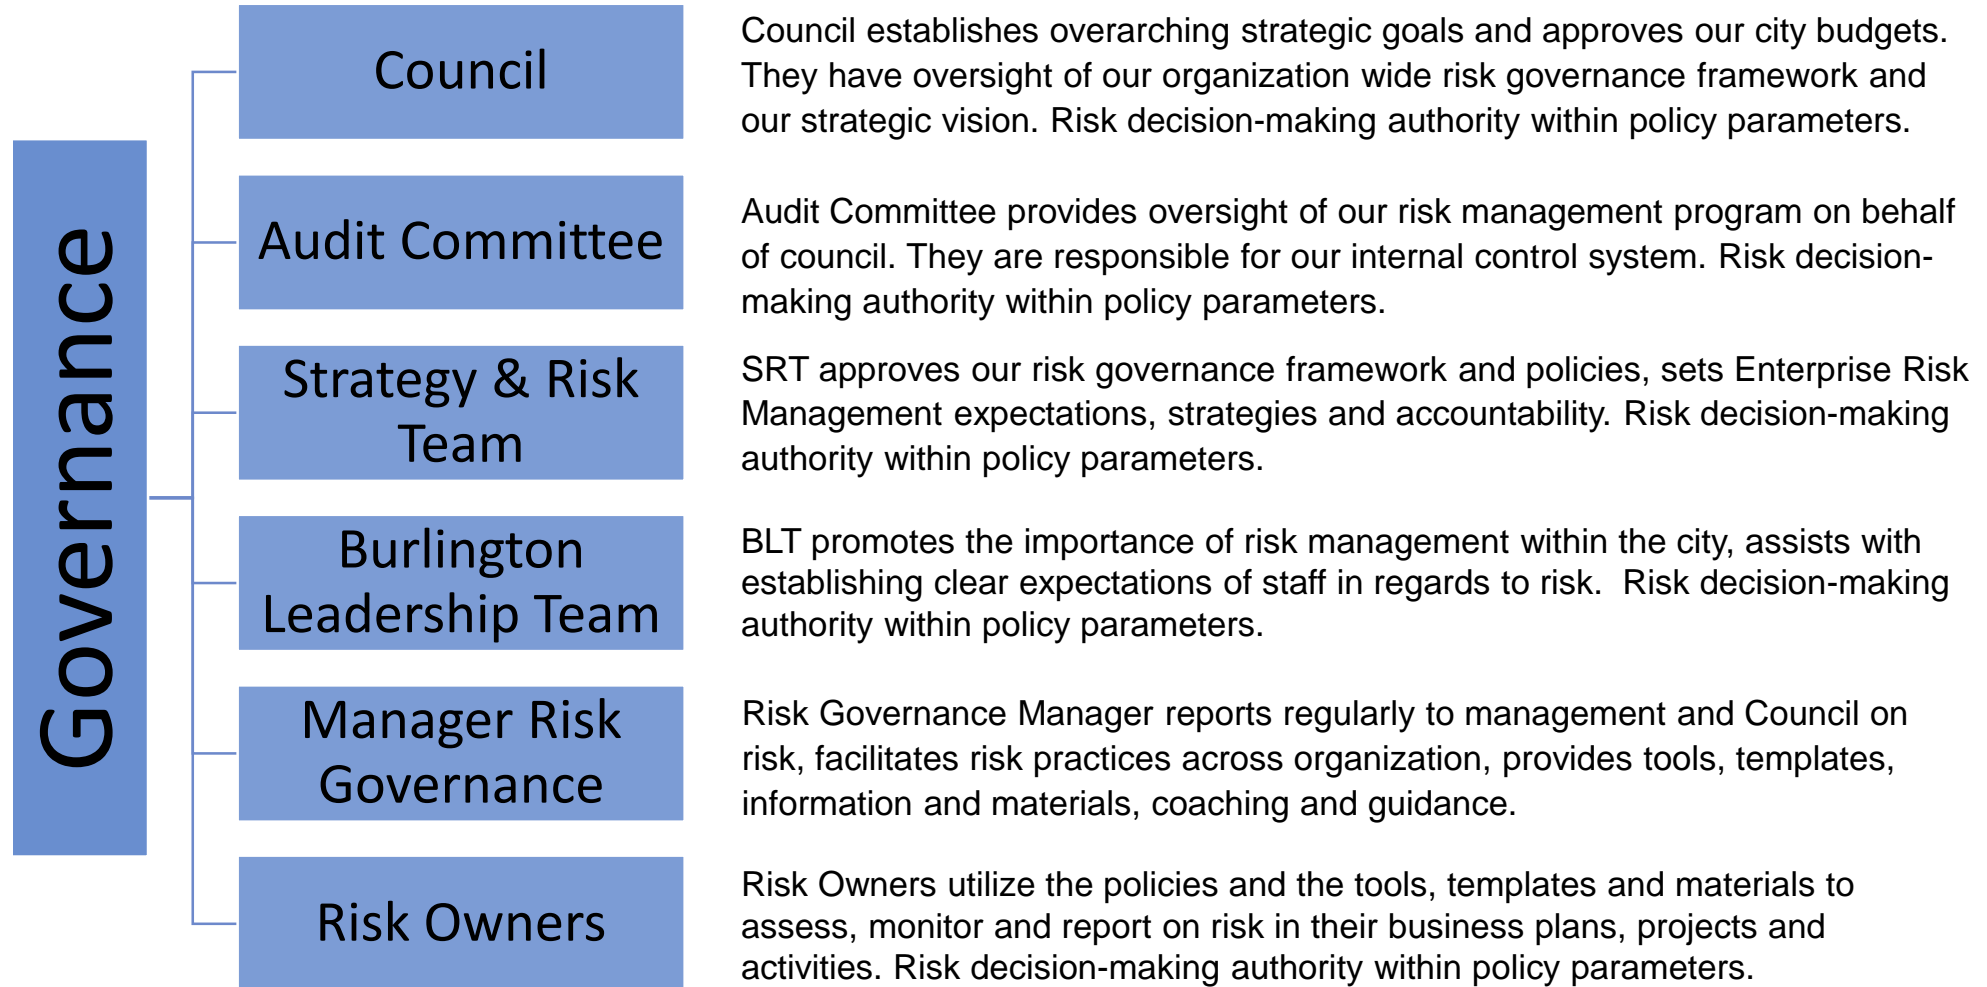 Governance
Council
Council establishes overarching strategic goals and approves our city budgets.
They have oversight of our organization wide risk governance framework and
our strategic vision. Risk decision-making authority within policy parameters.
Audit Committee
Audit Committee provides oversight of our risk management program on behalf
of council. They are responsible for our internal control system. Risk decision-
making authority within policy parameters.
Strategy & Risk
Team
SRT approves our risk governance framework and policies, sets Enterprise Risk
Management expectations, strategies and accountability. Risk decision-making
authority within policy parameters.
Burlington
Leadership Team
BLT promotes the importance of risk management within the city, assists with
establishing clear expectations of staff in regards to risk.  Risk decision-making
authority within policy parameters.
Manager Risk
Governance
Risk Governance Manager reports regularly to management and Council on
risk, facilitates risk practices across organization, provides tools, templates,
information and materials, coaching and guidance.
Risk Owners
Risk Owners utilize the policies and the tools, templates and materials to
assess, monitor and report on risk in their business plans, projects and
activities. Risk decision-making authority within policy parameters.